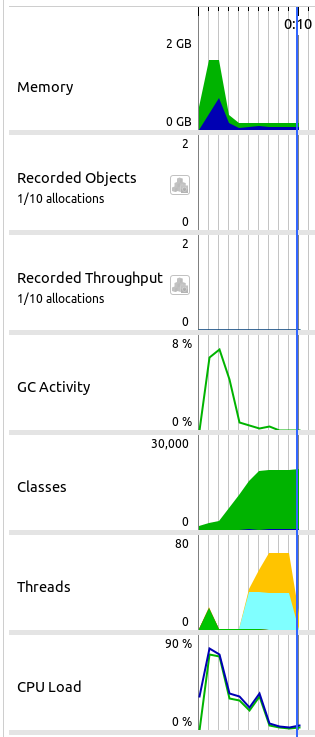 0:10
2 GB
Memory
0 GB
2
Recorded Objects
1/10 allocations
0
2
Recorded Throughput
1/10 allocations
0
8 %
GC Activity
0 %
30,000
Classes
0
80
Threads
0
90 %
CPU Load
0 %